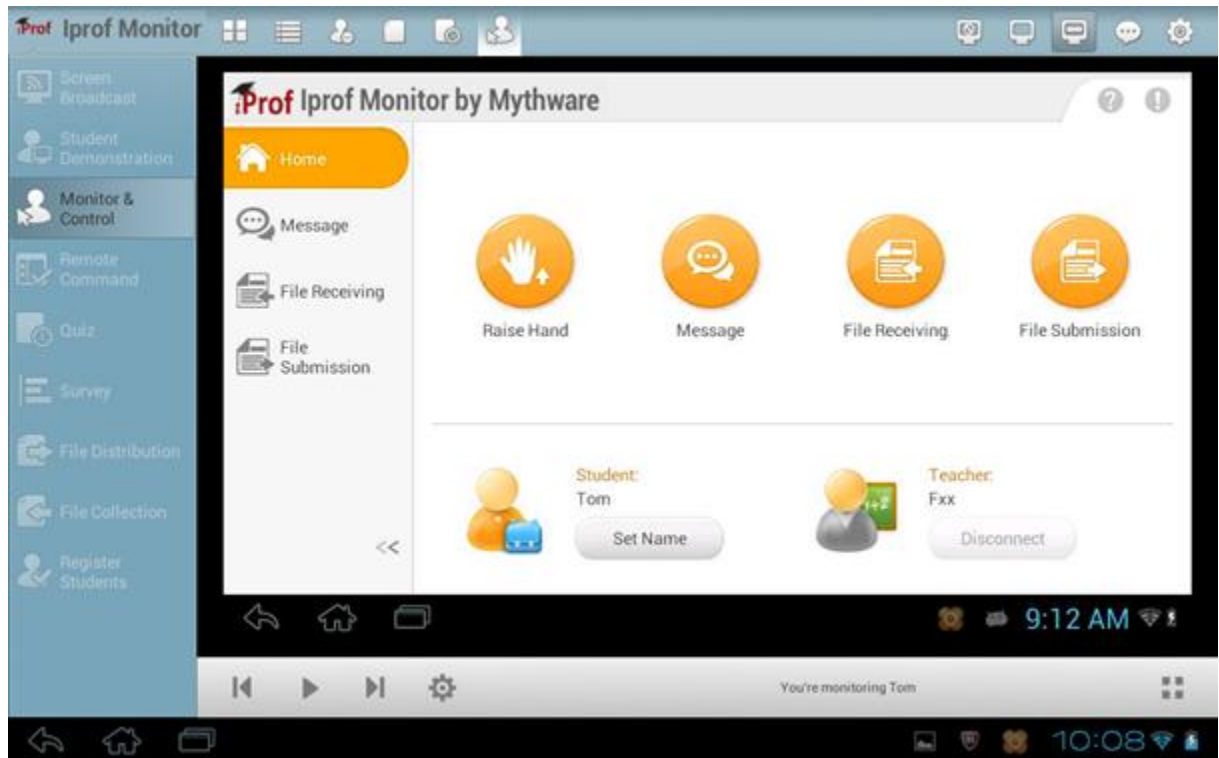 iProf Iprof Monitor
Screen
Broadcast
Student
Demonstration
Monitor &
Control
Remote
Command
Quiz
Survey
File Distribution
File Collection
Register
Students
iProf Iprof Monitor by Mythware
Home
Message
File Receiving
File
Submission
<<
Raise Hand
Message
File Receiving
File Submission
Student:
Tom
Set Name
Teacher:
Fxx
Disconnect
9:12 AM
You're monitoring Tom
10:08